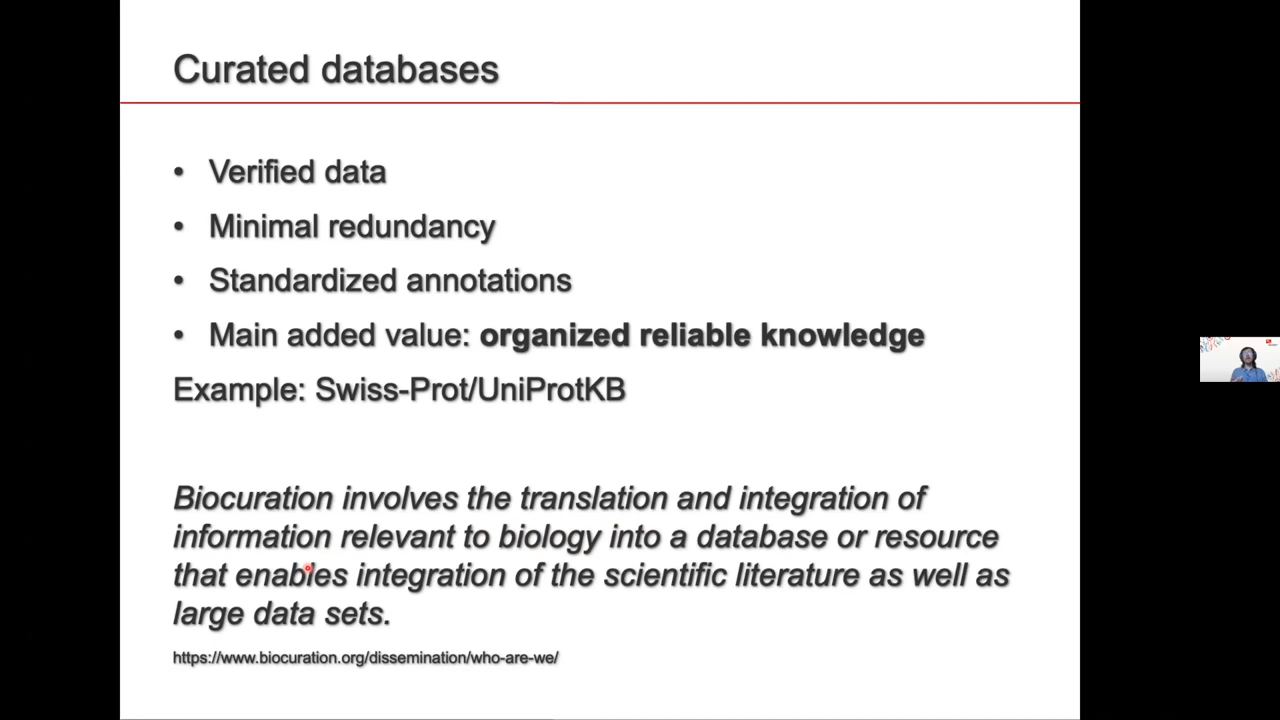 Curated databases
• Verified data
• Minimal redundancy
• Standardized annotations
• Main added value: organized reliable knowledge
Example: Swiss-Prot/UniProtKB
Biocuration involves the translation and integration of
information relevant to biology into a database or resource
that enables integration of the scientific literature as well as
large data sets.
https://www.biocuration.org/dissemination/who-are-we/